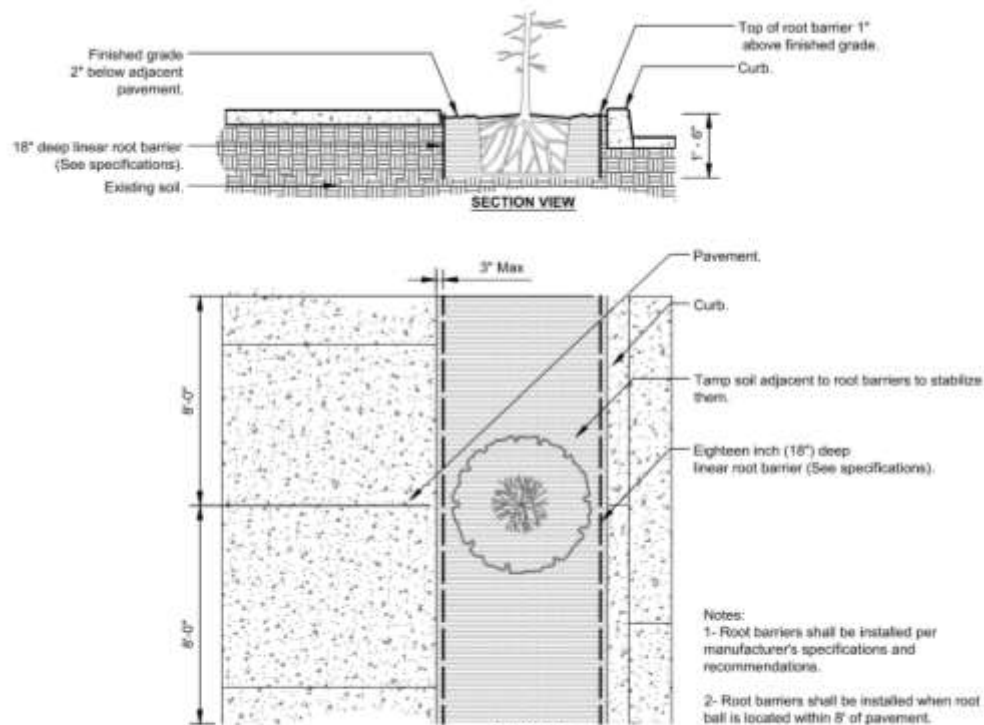 Finished grade
2" below adjacent
pavement.
18" deep linear root barrier
(See specifications).
Existing soil.
Top of root barrier 1"
above finished grade.
Curb.
1'-6"
SECTION VIEW
3" Max
8'-0"
8'-0"
Pavement.
Curb.
Tamp soil adjacent to root barriers to stabilize
them.
Eighteen inch (18") deep
linear root barrier (See specifications).
Notes:
1- Root barriers shall be installed per
manufacturer's specifications and
recommendations.
2- Root barriers shall be installed when root
ball is located within 8' of pavement.